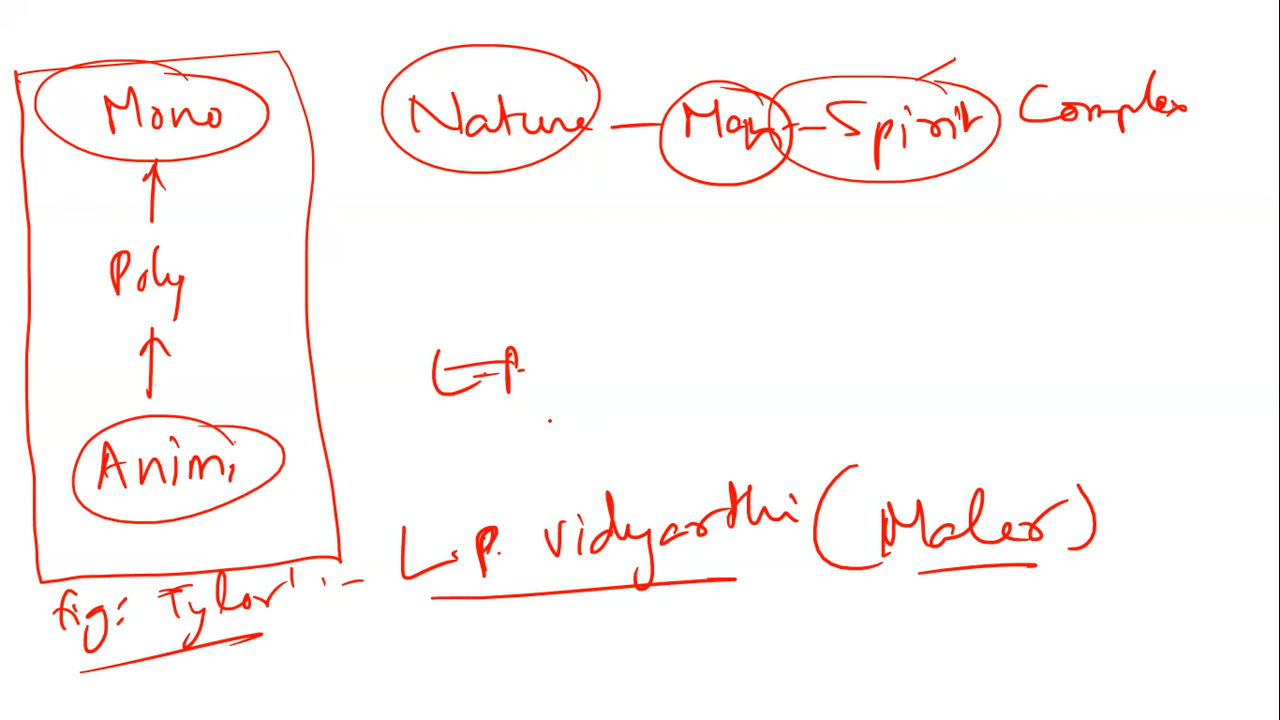 Mono
Poly
Animi
fig: Tylor' :-
Nature - Man - Spirit Complex
L.P.
L.P. Vidyarthi (Maler)